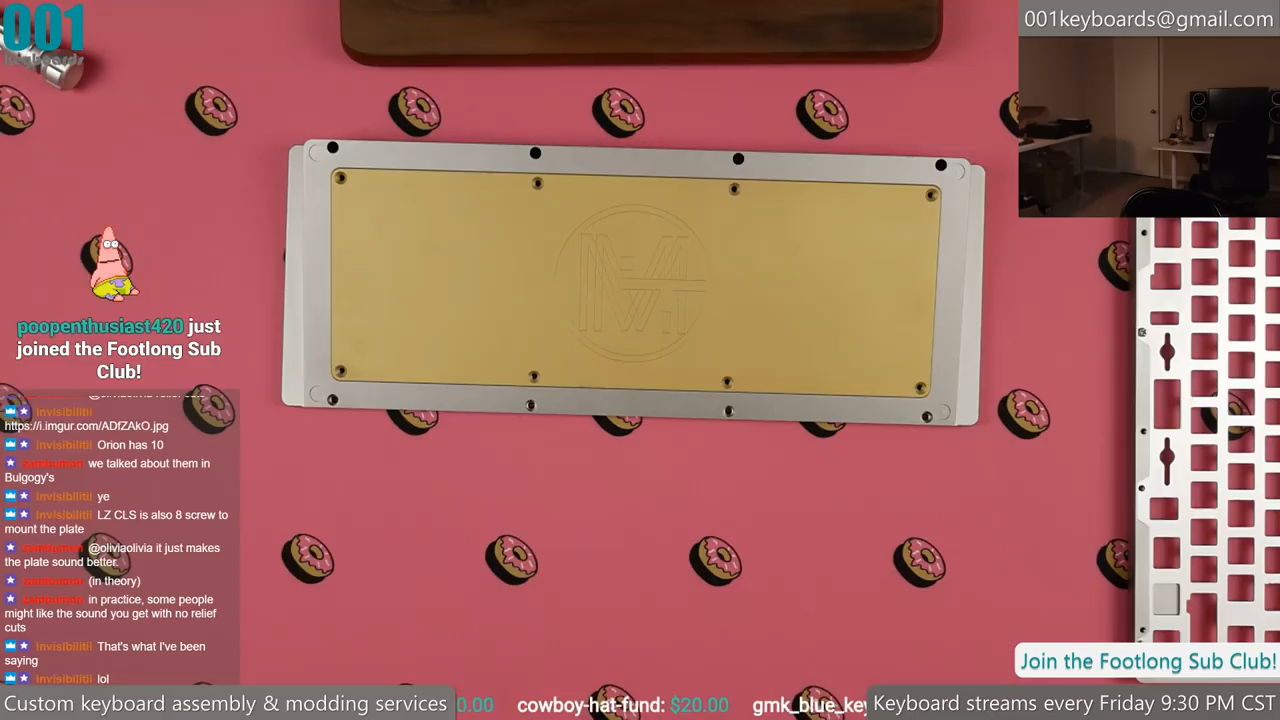 001
keyboards
001keyboards@gmail.com
poopenthusiast420 just
joined the Footlong Sub
Club!
Invisibilitii
https://i.imgur.com/ADfZAkO.jpg
Invisibilitii Orion has 10
we talked about them in
Bulgogy's
Invisibilitii ye
Invisibilitii LZ CLS is also 8 screw to
mount the plate
@oliviaolivia it just makes
the plate sound better.
(in theory)
in practice, some people
might like the sound you get with no relief
cuts
Invisibilitii That's what I've been
saying
Invisibilitii lol
Join the Footlong Sub Club!
Custom keyboard assembly & modding services
0.00 cowboy-hat-fund: $20.00 gmk_blue_key
Keyboard streams every Friday 9:30 PM CST